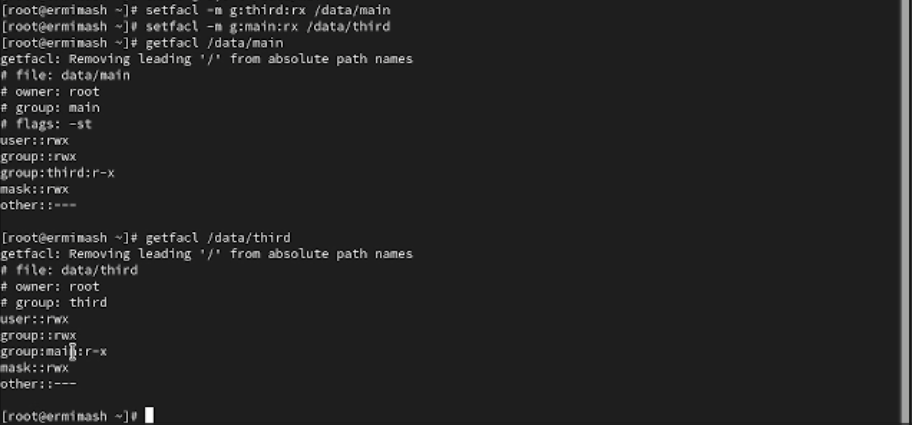 [root@ermimash ~]# setfacl -m g:third:rx /data/main
[root@ermimash ~]# setfacl -m g:main:rx /data/third
[root@ermimash ~]# getfacl /data/main
getfacl: Removing leading '/' from absolute path names
# file: data/main
# owner: root
# group: main
# flags: -st
user::rwx
group::rwx
group:third:r-x
mask::rwx
other::---
[root@ermimash ~]# getfacl /data/third
getfacl: Removing leading '/' from absolute path names
# file: data/third
# owner: root
# group: third
user::rwx
group::rwx
group:main:r-x
mask::rwx
other::---
[root@ermimash ~]#